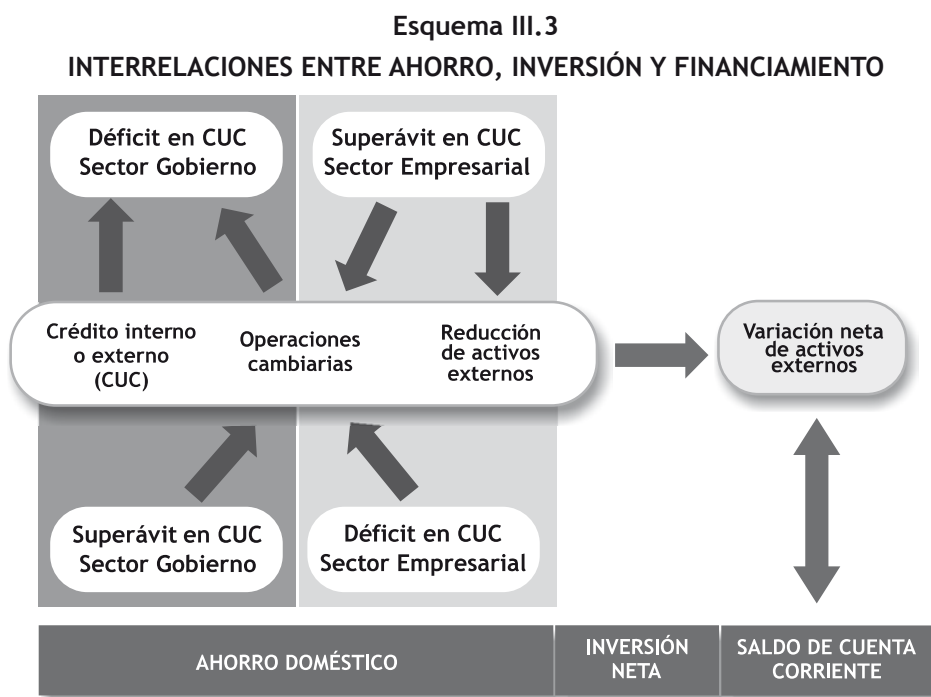 Esquema III.3
INTERRELACIONES ENTRE AHORRO, INVERSIÓN Y FINANCIAMIENTO
Déficit en CUC
Sector Gobierno
Superávit en CUC
Sector Empresarial
Crédito interno
o externo
(CUC)
Operaciones
cambiarias
Reducción
de activos
externos
Variación neta
de activos
externos
Superávit en CUC
Sector Gobierno
Déficit en CUC
Sector Empresarial
AHORRO DOMÉSTICO
INVERSIÓN
NETA
SALDO DE CUENTA
CORRIENTE